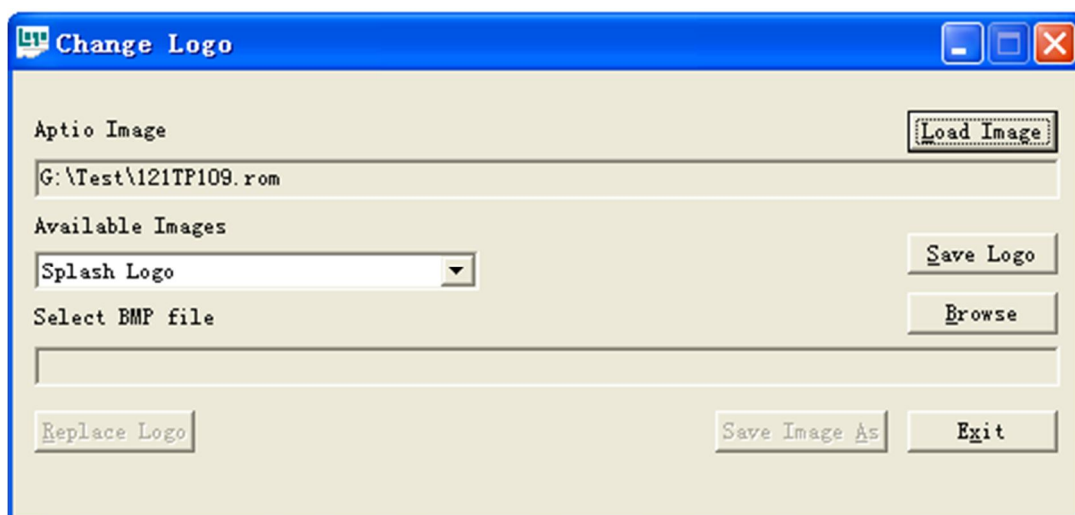 Logo Change Logo
Aptio Image
Load Image
G:\Test\121TP109.rom
Available Images
Save Logo
Splash Logo
Browse
Select BMP file
Replace Logo
Save Image As
Exit